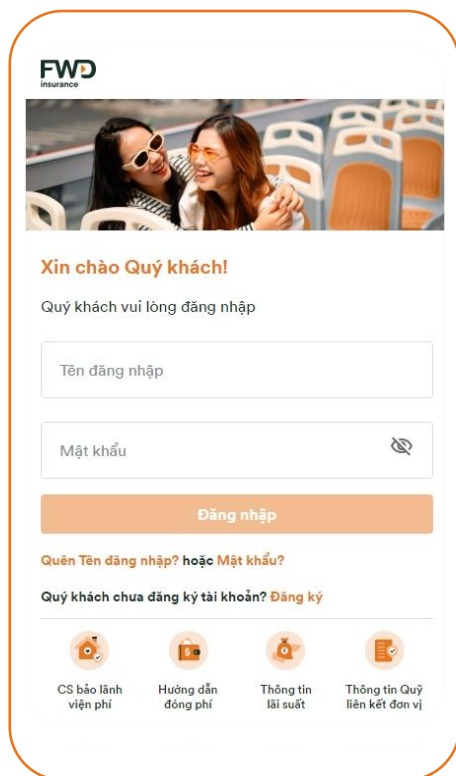 FWD
insurance
Xin chào Quý khách!
Quý khách vui lòng đăng nhập
Tên đăng nhập
Mật khẩu
Đăng nhập
Quên Tên đăng nhập? hoặc Mật khẩu?
Quý khách chưa đăng ký tài khoản? Đăng ký
CS bảo lãnh
viện phí
Hướng dẫn
đóng phí
Thông tin
lãi suất
Thông tin Quỹ
liên kết đơn vị